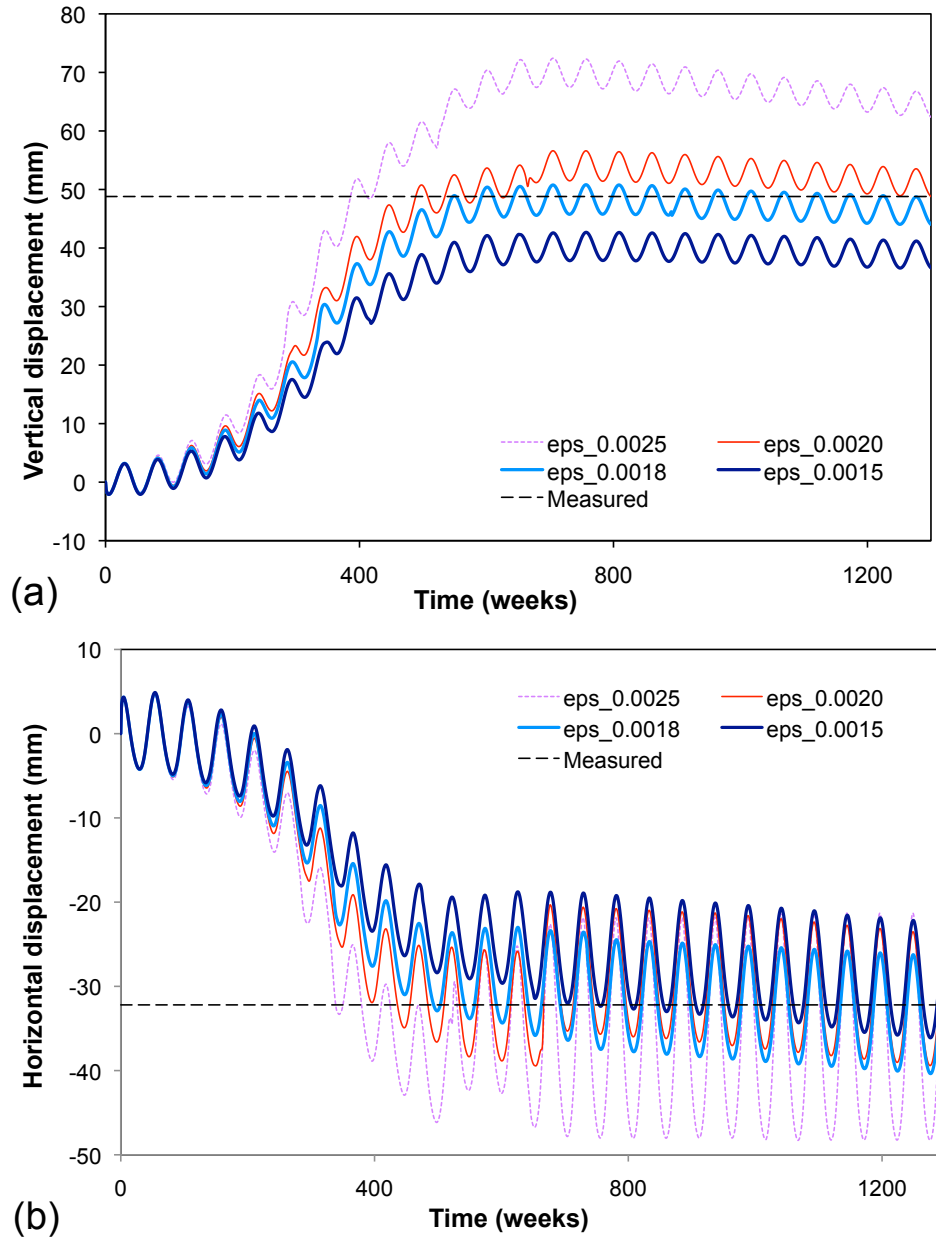 80
70
60
50
40
30
20
10
0
-10
Vertical displacement (mm)
eps_0.0025 eps_0.0020
eps_0.0018 eps_0.0015
Measured
0 400 800 1200
Time (weeks)
(a)
10
0
-10
-20
-30
-40
-50
Horizontal displacement (mm)
eps_0.0025 eps_0.0020
eps_0.0018 eps_0.0015
Measured
0 400 800 1200
Time (weeks)
(b)